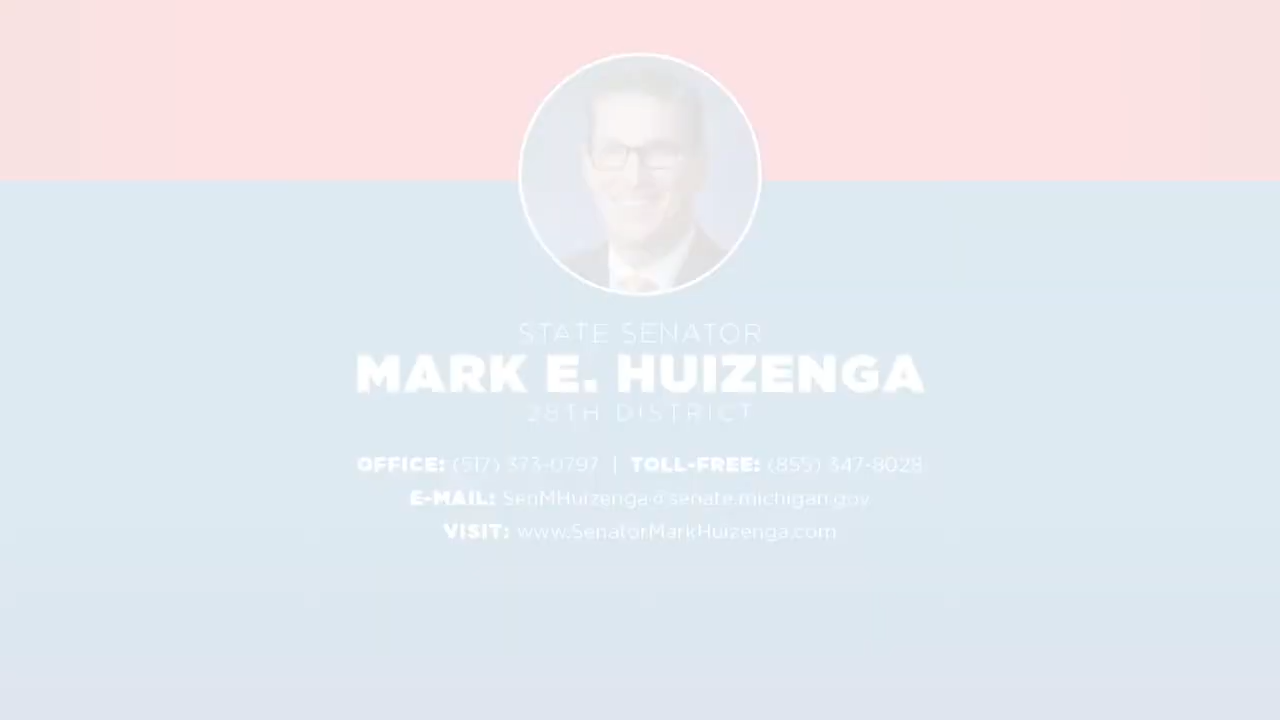 STATE SENATOR
MARK E. HUIZENGA
28TH DISTRICT
OFFICE: (517) 373-0797 | TOLL-FREE: (855) 347-8028
E-MAIL: SenMHuizenga@senate.michigan.gov
VISIT: www.SenatorMarkHuizenga.com